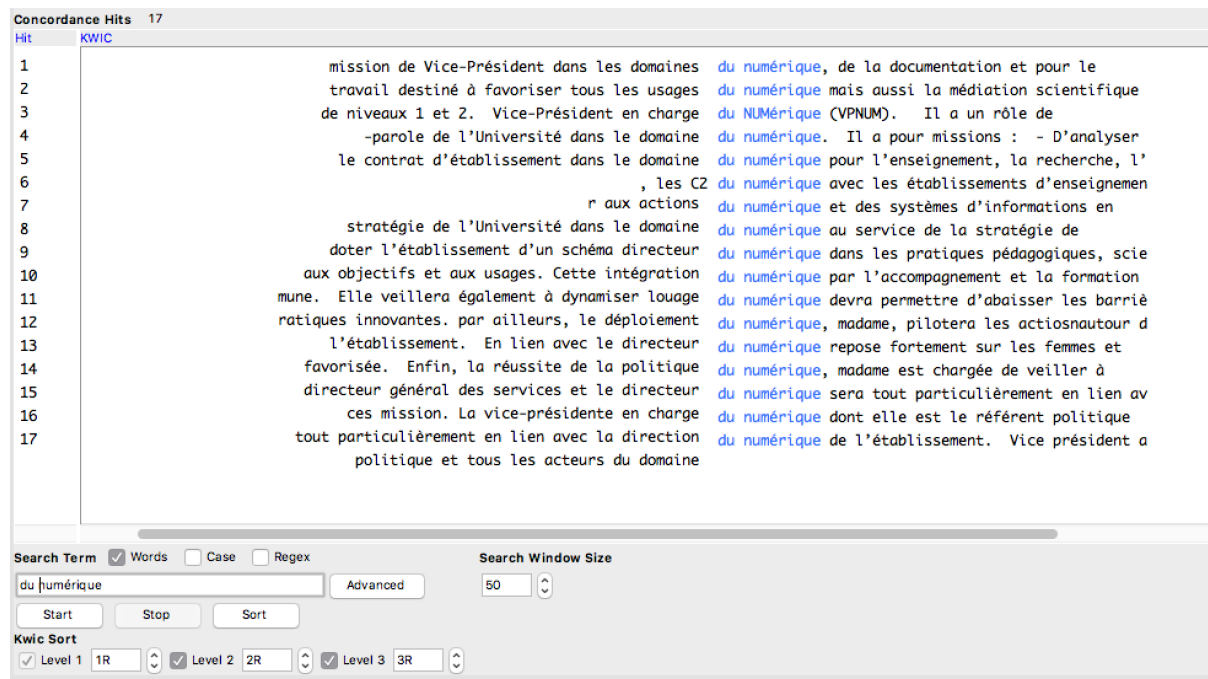 Concordance Hits 17
Hit KWIC
1 mission de Vice-Président dans les domaines du numérique, de la documentation et pour le
2 travail destiné à favoriser tous les usages du numérique mais aussi la médiation scientifique
3 de niveaux 1 et 2. Vice-Président en charge du NUMérique (VPNUM). Il a un rôle de
4 -parole de l'Université dans le domaine du numérique. Il a pour missions : - D'analyser
5 le contrat d'établissement dans le domaine du numérique pour l'enseignement, la recherche, l'
6 , les C2 du numérique avec les établissements d'enseignemen
7 r aux actions du numérique et des systèmes d'informations en
8 stratégie de l'Université dans le domaine du numérique au service de la stratégie de
9 doter l'établissement d'un schéma directeur du numérique dans les pratiques pédagogiques, scie
10 aux objectifs et aux usages. Cette intégration du numérique par l'accompagnement et la formation
11 mune. Elle veillera également à dynamiser louage du numérique devra permettre d'abaisser les barriè
12 ratiques innovantes. par ailleurs, le déploiement du numérique, madame, pilotera les actiosnautour d
13 l'établissement. En lien avec le directeur du numérique repose fortement sur les femmes et
14 favorisée. Enfin, la réussite de la politique du numérique, madame est chargée de veiller à
15 directeur général des services et le directeur du numérique sera tout particulièrement en lien av
16 ces mission. La vice-présidente en charge du numérique dont elle est le référent politique
17 tout particulièrement en lien avec la direction du numérique de l'établissement. Vice président a
politique et tous les acteurs du domaine
Search Term Words Case Regex Search Window Size
du numérique Advanced 50
Start Stop Sort
Kwic Sort
Level 1 1R Level 2 2R Level 3 3R